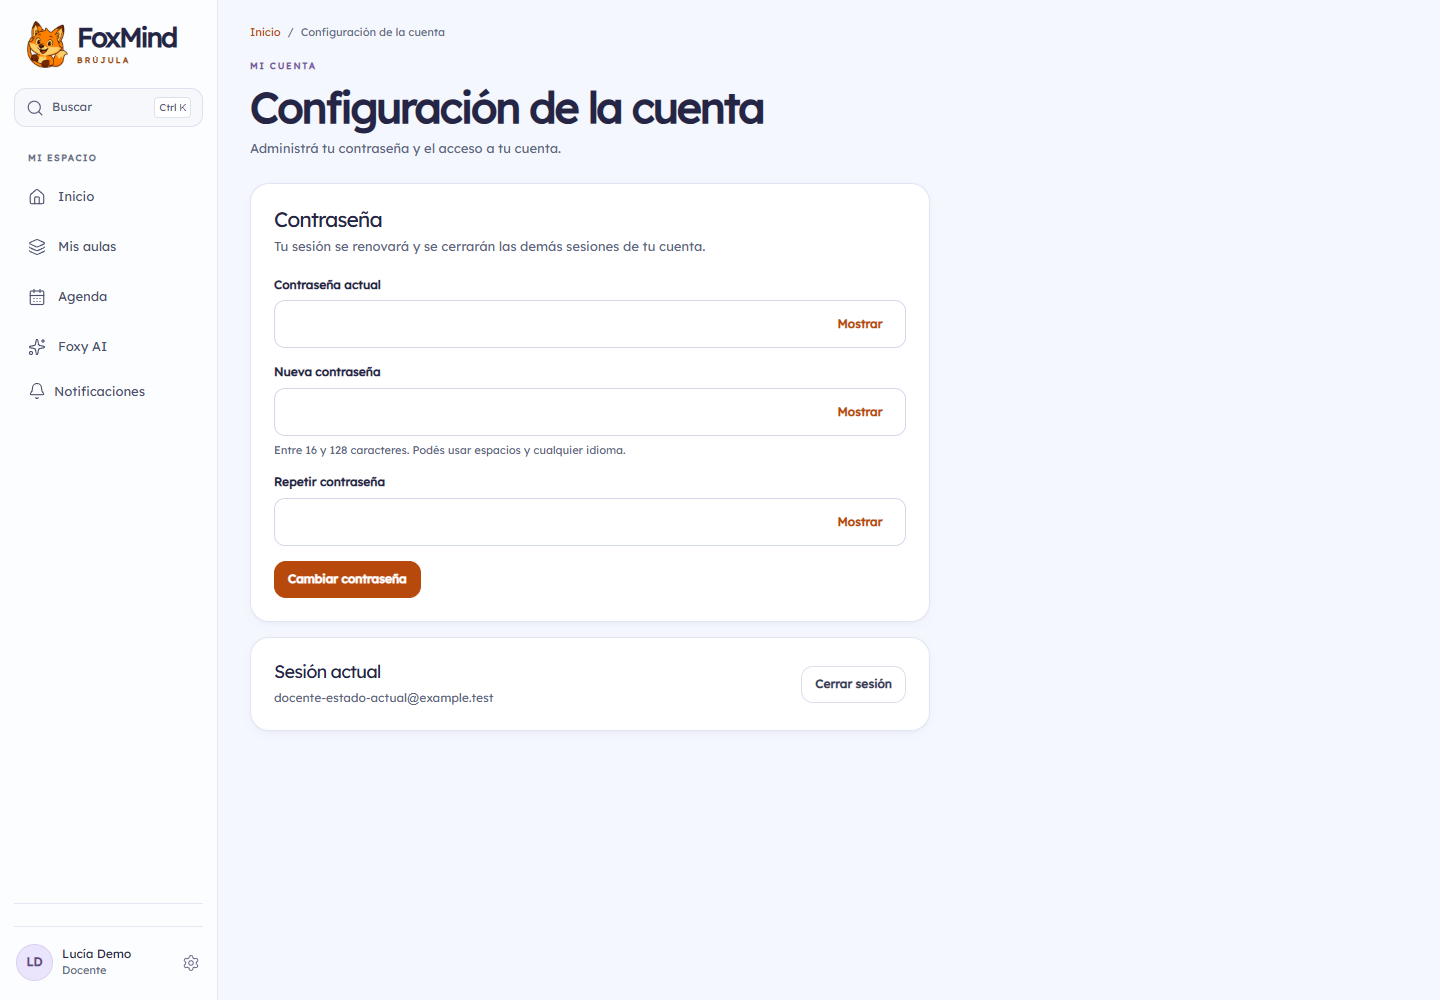 FoxMind
BRÚJULA
Buscar
Ctrl K
MI ESPACIO
Inicio
Mis aulas
Agenda
Foxy AI
Notificaciones
LD
Lucía Demo
Docente
Inicio / Configuración de la cuenta
MI CUENTA
Configuración de la cuenta
Administrá tu contraseña y el acceso a tu cuenta.
Contraseña
Tu sesión se renovará y se cerrarán las demás sesiones de tu cuenta.
Contraseña actual
Mostrar
Nueva contraseña
Mostrar
Entre 16 y 128 caracteres. Podés usar espacios y cualquier idioma.
Repetir contraseña
Mostrar
Cambiar contraseña
Sesión actual
docente-estado-actual@example.test
Cerrar sesión